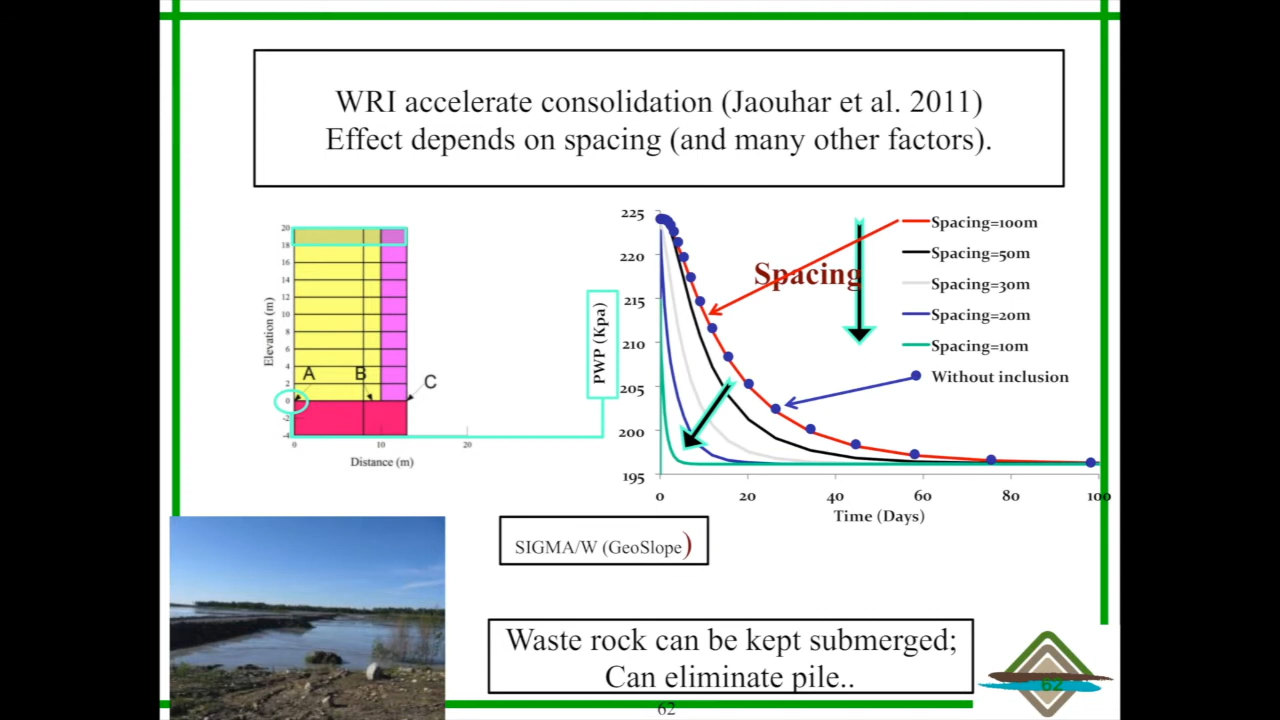 WRI accelerate consolidation (Jaouhar et al. 2011)
Effect depends on spacing (and many other factors).
20
18
16
14
12
10
8
6
4
2
0
-2
-4
Elevation (m)
A
B
C
0
10
20
Distance (m)
PWP (Kpa)
225
220
215
210
205
200
195
0
20
40
60
80
100
Time (Days)
Spacing
Spacing=100m
Spacing=50m
Spacing=30m
Spacing=20m
Spacing=10m
Without inclusion
SIGMA/W (GeoSlope)
Waste rock can be kept submerged;
Can eliminate pile..
62
62